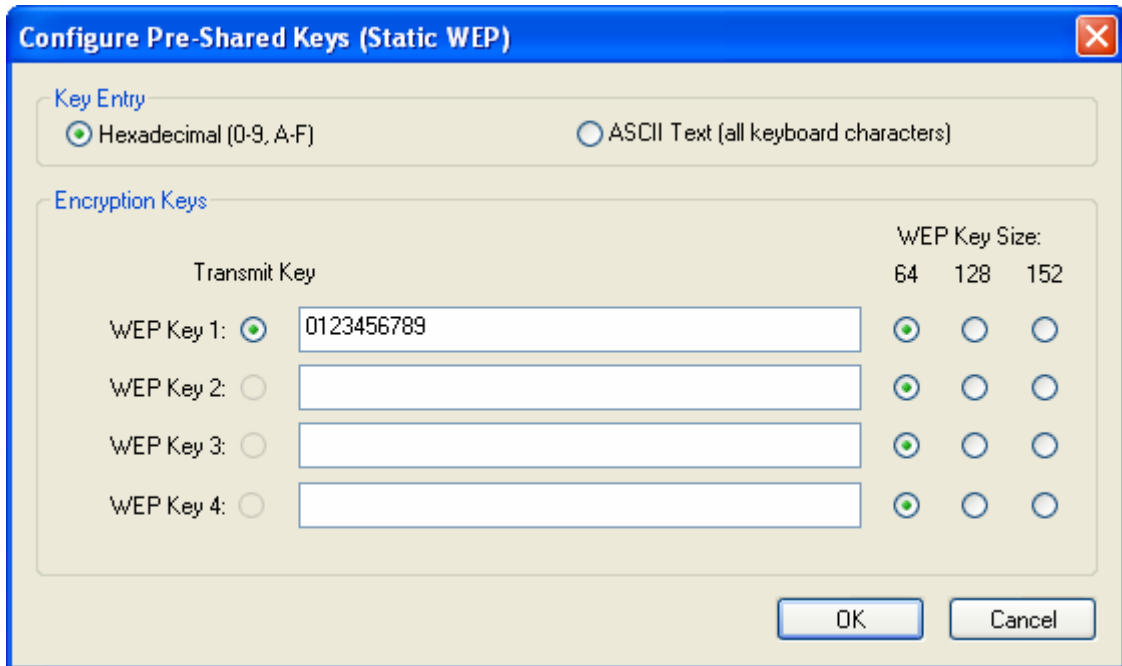 Configure Pre-Shared Keys (Static WEP)
Key Entry
Hexadecimal (0-9, A-F) ASCII Text (all keyboard characters)
Encryption Keys
WEP Key Size:
Transmit Key 64 128 152
WEP Key 1: 0123456789
WEP Key 2:
WEP Key 3:
WEP Key 4:
OK Cancel